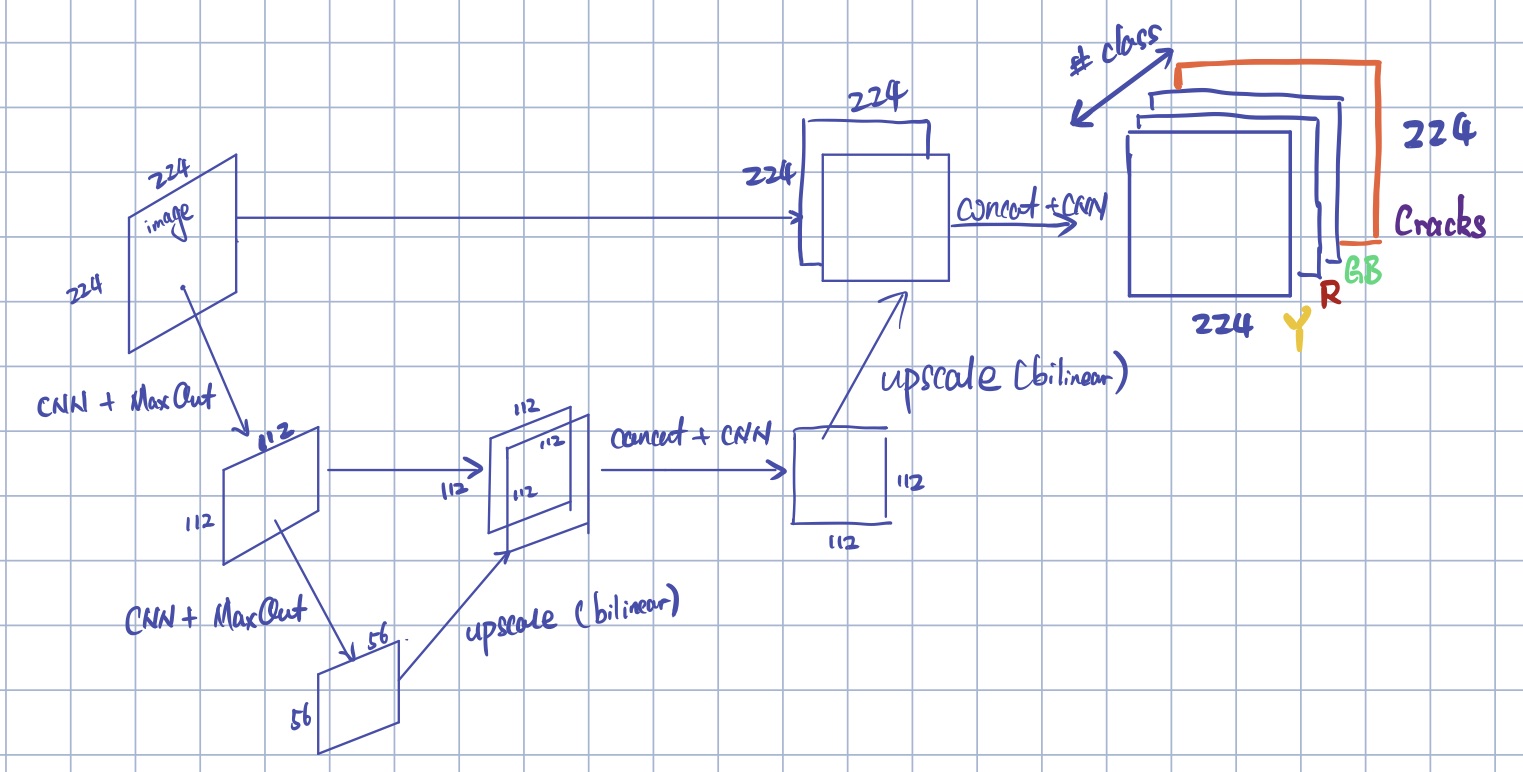 # class
224
224
224
image
224
224
concat + CNN
Cracks
GB
R
224
Y
224
CNN + MaxOut
upscale (bilinear)
112
112
112
112
112
112
concat + CNN
112
112
CNN + MaxOut
upscale (bilinear)
56
56